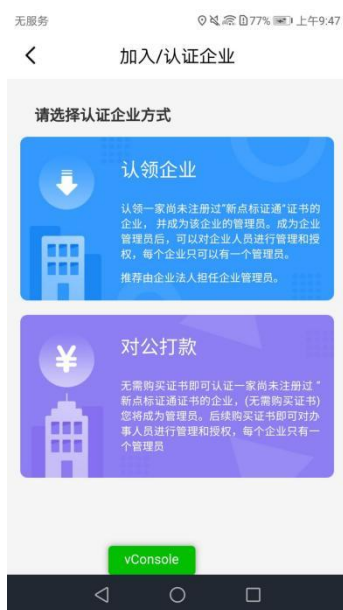 无服务
77% 上午9:47
加入/认证企业
请选择认证企业方式
认领企业
认领一家尚未注册过"新点标证通"证书的
企业， 并成为该企业的管理员。成为企业
管理员后，可以对企业人员进行管理和授
权，每个企业只可以有一个管理员。
推荐由企业法人担任企业管理员。
¥
对公打款
无需购买证书即可认证一家尚未注册过 "
新点标证通证书的企业，(无需购买证书)
您将成为管理员。后续购买证书即可对办
事人员进行管理和授权，每个企业只有一
个管理员
vConsole